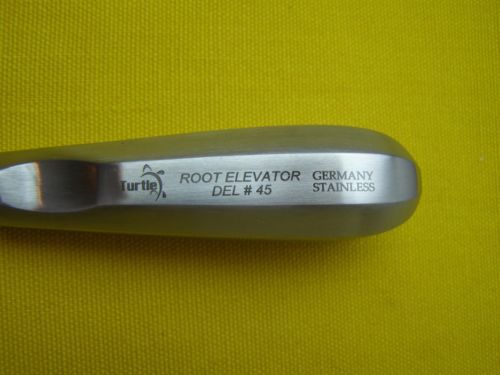 Turtle
ROOT ELEVATOR
DEL # 45
GERMANY
STAINLESS